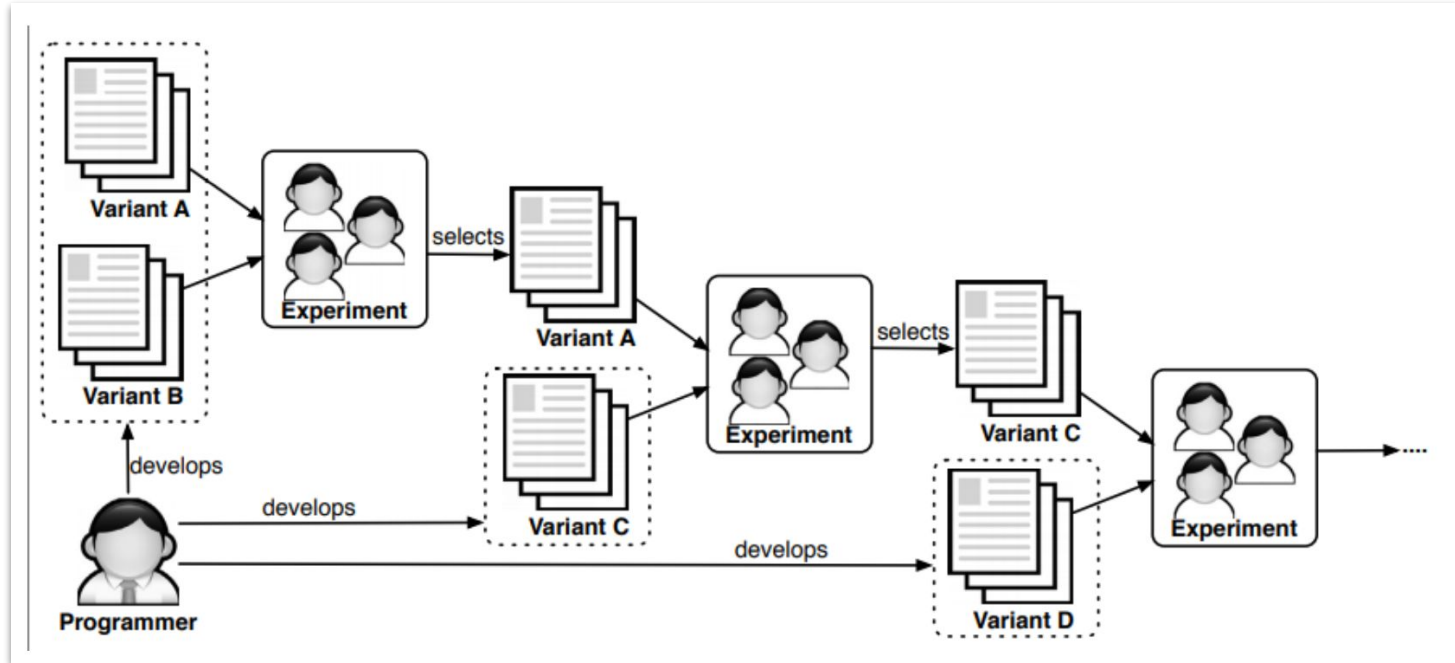 Variant A
Variant B
Experiment
selects
Variant A
Experiment
selects
Variant C
Experiment
....
develops
develops
Variant C
develops
Variant D
Programmer